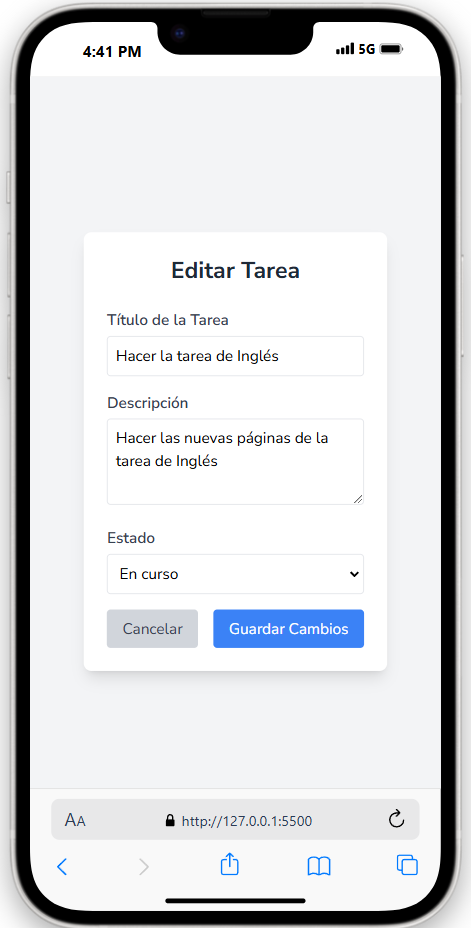 4:41 PM 5G
Editar Tarea
Título de la Tarea
Hacer la tarea de Inglés
Descripción
Hacer las nuevas páginas de la
tarea de Inglés
Estado
En curso
Cancelar Guardar Cambios
AA http://127.0.0.1:5500